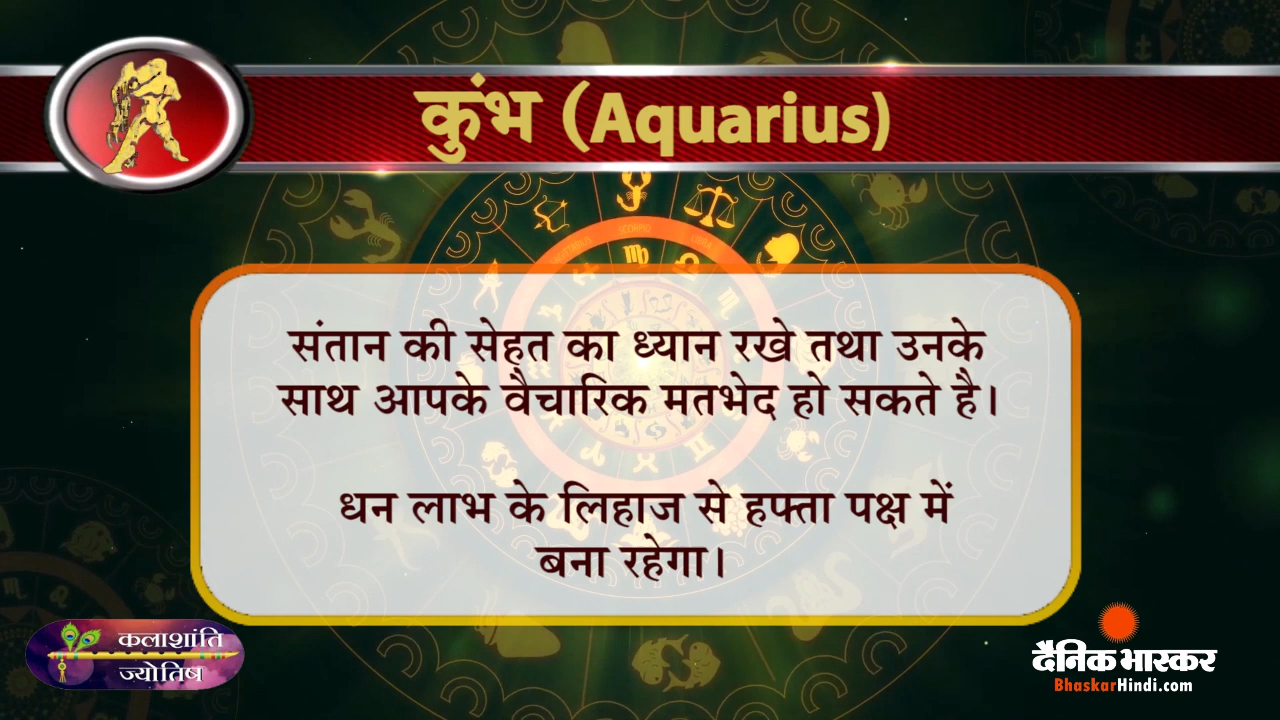 कुंभ (Aquarius)
संतान की सेहत का ध्यान रखे तथा उनके
साथ आपके वैचारिक मतभेद हो सकते है।
धन लाभ के लिहाज से हफ्ता पक्ष में
बना रहेगा।
कलाशांति
ज्योतिष
दैनिक भास्कर
BhaskarHindi.com